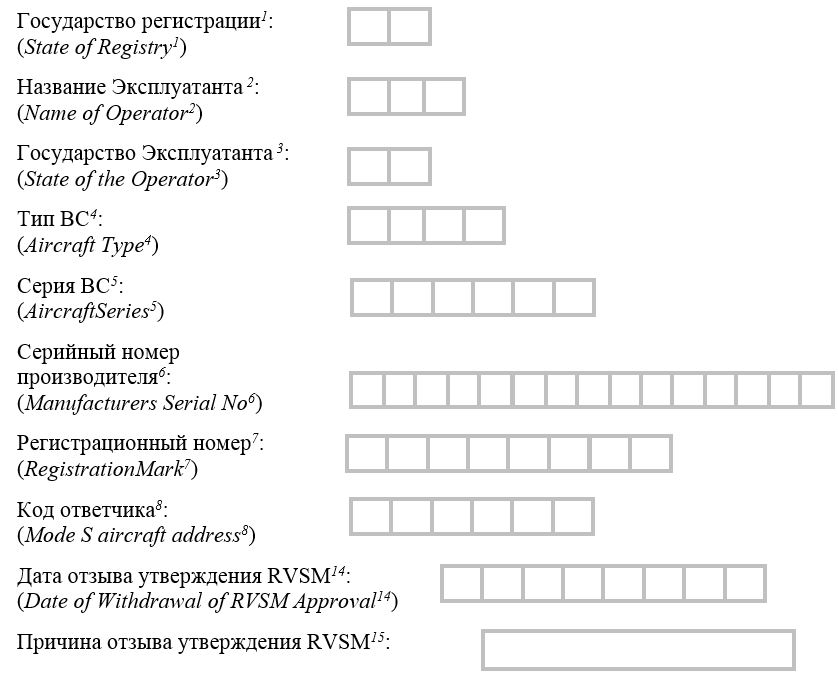 Государство регистрации¹:
(State of Registry¹)
Название Эксплуатанта ²:
(Name of Operator²)
Государство Эксплуатанта ³:
(State of the Operator³)
Тип ВС⁴:
(Aircraft Type⁴)
Серия ВС⁵:
(AircraftSeries⁵)
Серийный номер
производителя⁶:
(Manufacturers Serial No⁶)
Регистрационный номер⁷:
(RegistrationMark⁷)
Код ответчика⁸:
(Mode S aircraft address⁸)
Дата отзыва утверждения RVSM¹⁴:
(Date of Withdrawal of RVSM Approval¹⁴)
Причина отзыва утверждения RVSM¹⁵: